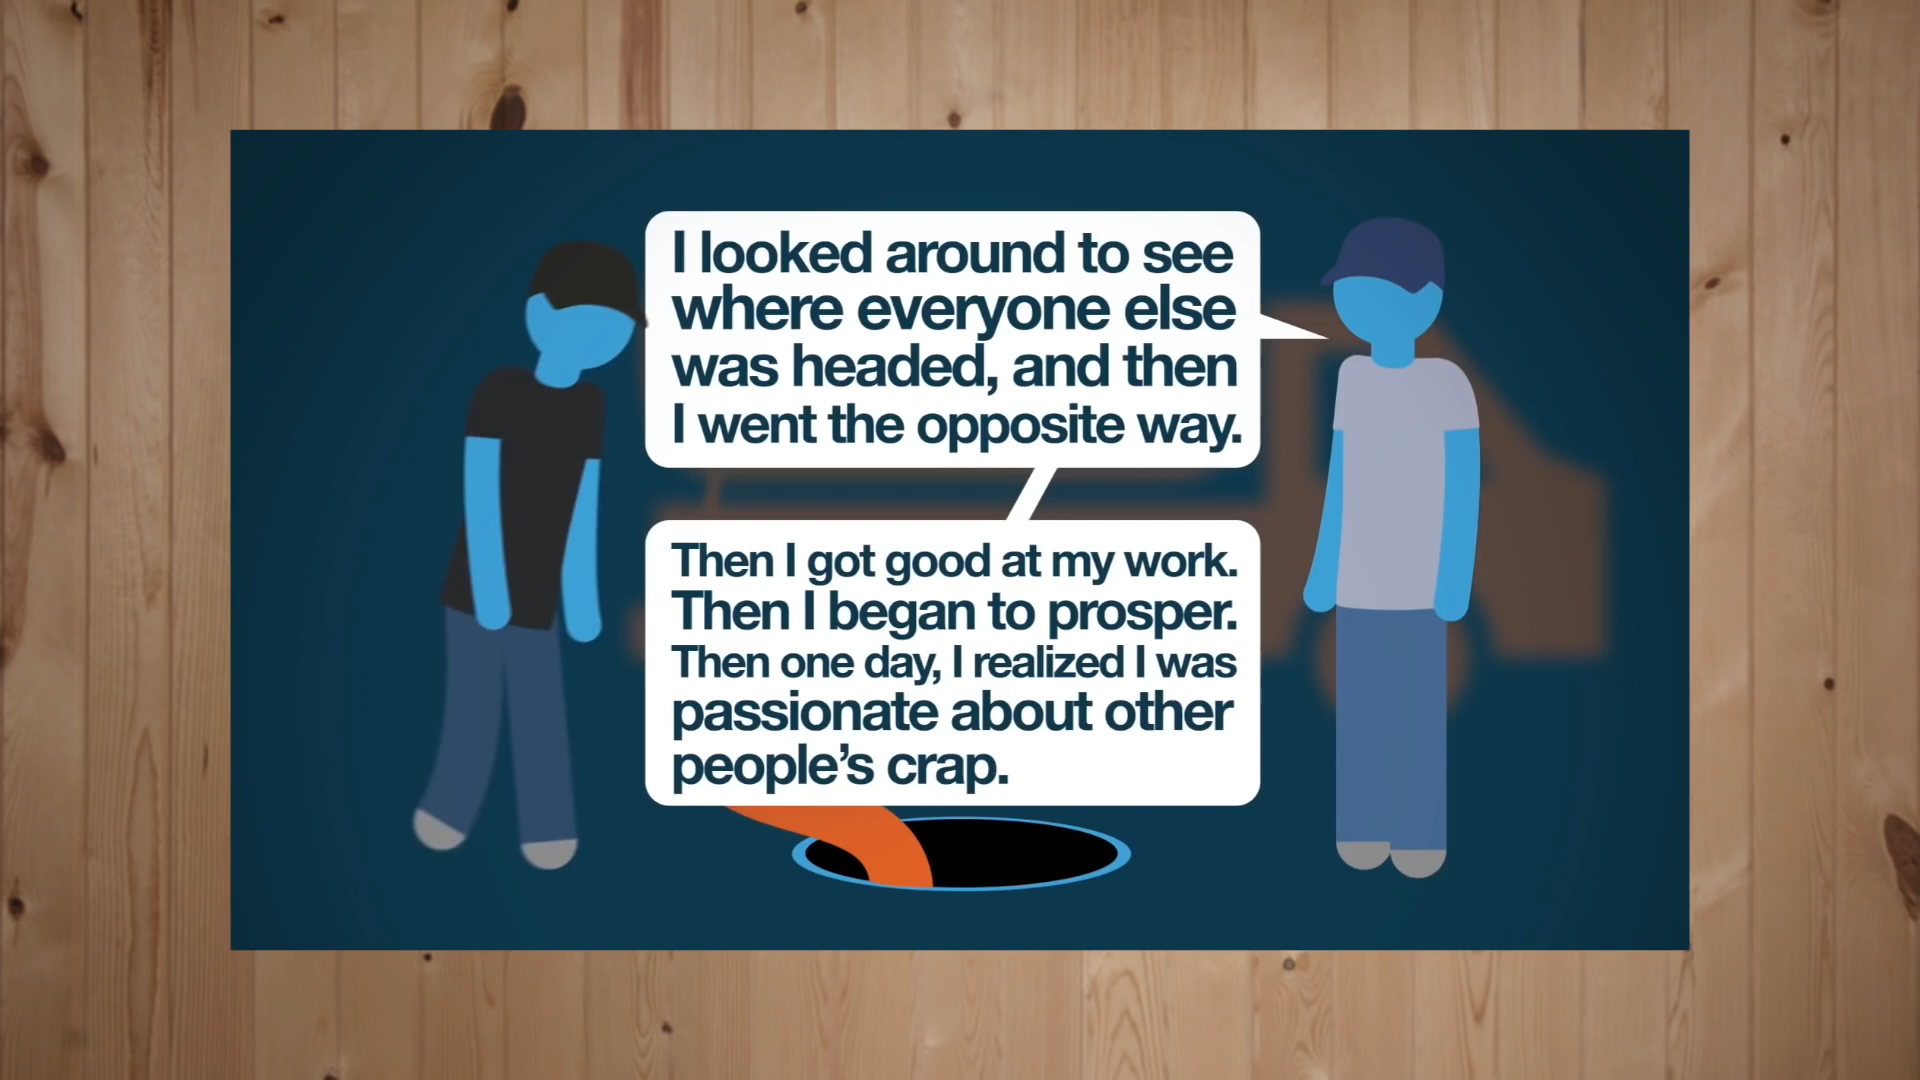 I looked around to see
where everyone else
was headed, and then
I went the opposite way.
Then I got good at my work.
Then I began to prosper.
Then one day, I realized I was
passionate about other
people’s crap.